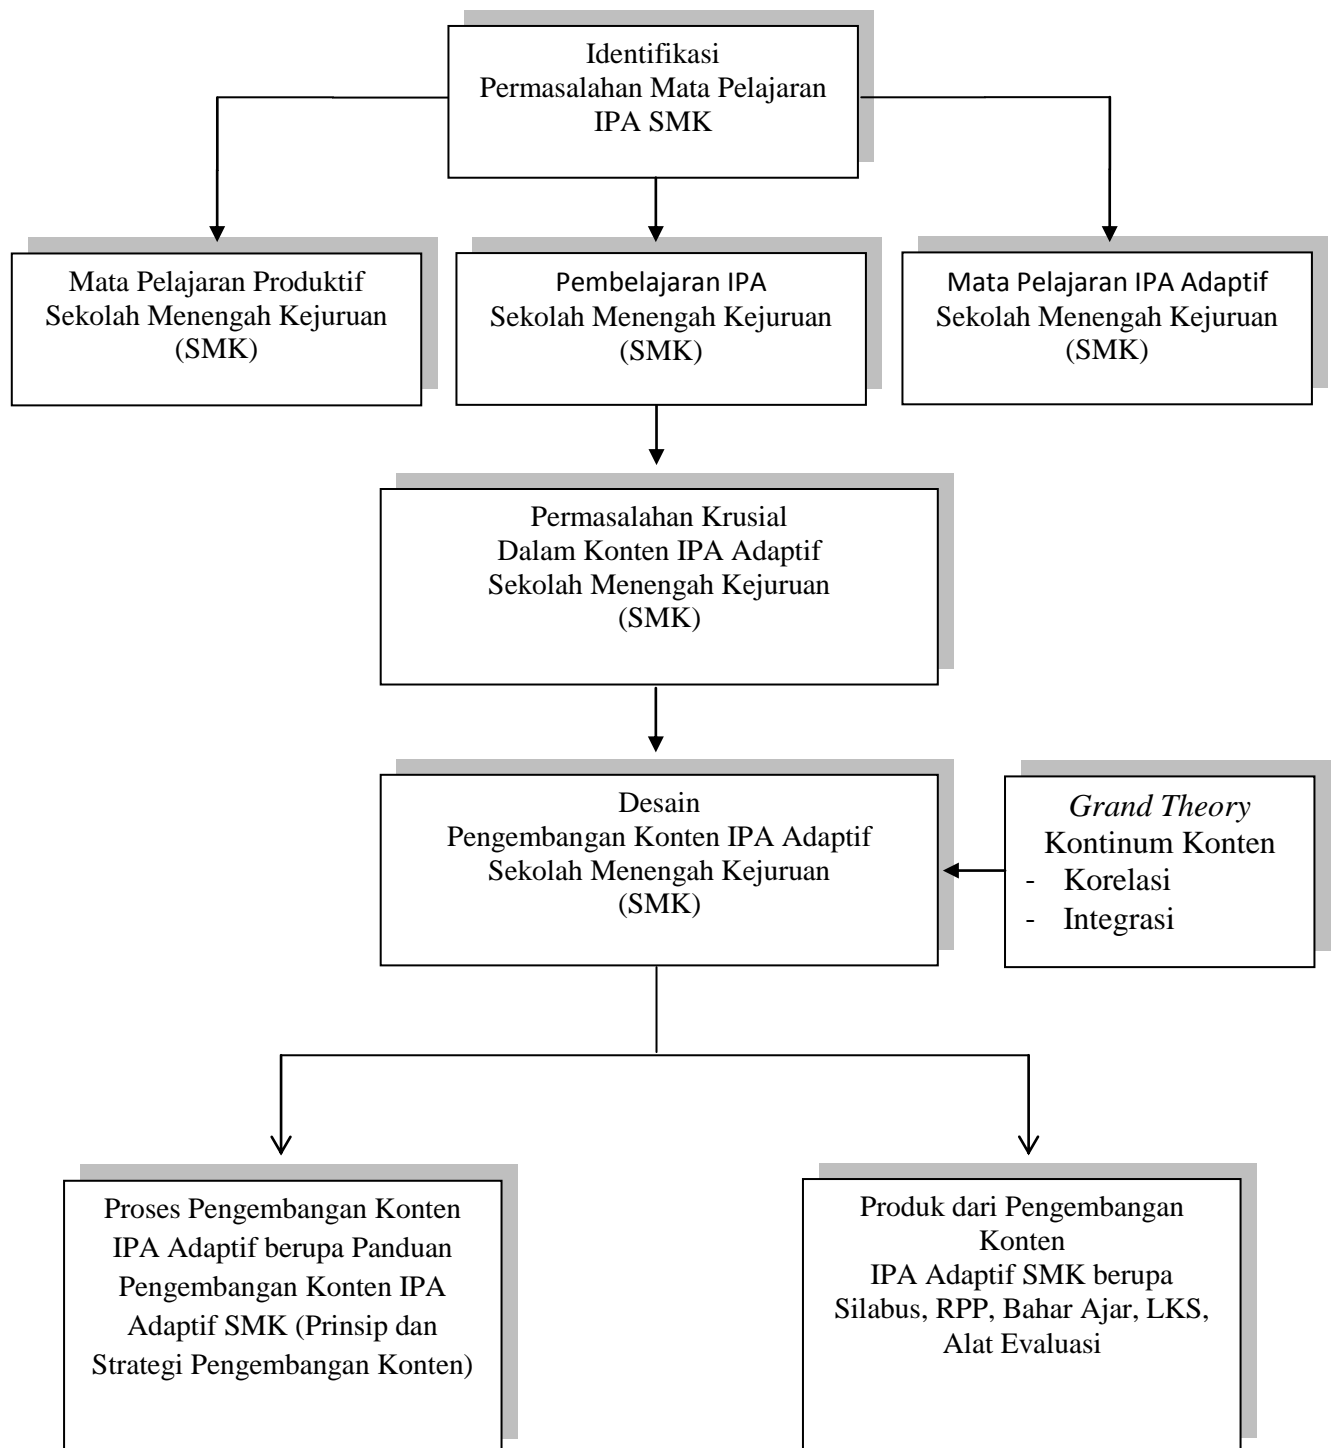 Identifikasi
Permasalahan Mata Pelajaran
IPA SMK
Mata Pelajaran Produktif
Sekolah Menengah Kejuruan
(SMK)
Pembelajaran IPA
Sekolah Menengah Kejuruan
(SMK)
Mata Pelajaran IPA Adaptif
Sekolah Menengah Kejuruan
(SMK)
Permasalahan Krusial
Dalam Konten IPA Adaptif
Sekolah Menengah Kejuruan
(SMK)
Desain
Pengembangan Konten IPA Adaptif
Sekolah Menengah Kejuruan
(SMK)
Grand Theory
Kontinum Konten
- Korelasi
- Integrasi
Proses Pengembangan Konten
IPA Adaptif berupa Panduan
Pengembangan Konten IPA
Adaptif SMK (Prinsip dan
Strategi Pengembangan Konten)
Produk dari Pengembangan
Konten
IPA Adaptif SMK berupa
Silabus, RPP, Bahar Ajar, LKS,
Alat Evaluasi